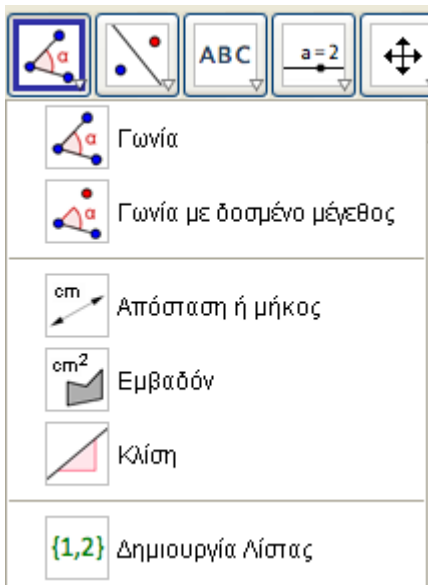 α ABC a=2
α Γωνία
α Γωνία με δοσμένο μέγεθος
cm Απόσταση ή μήκος
cm² Εμβαδόν
Κλίση
{1,2} Δημιουργία Λίστας